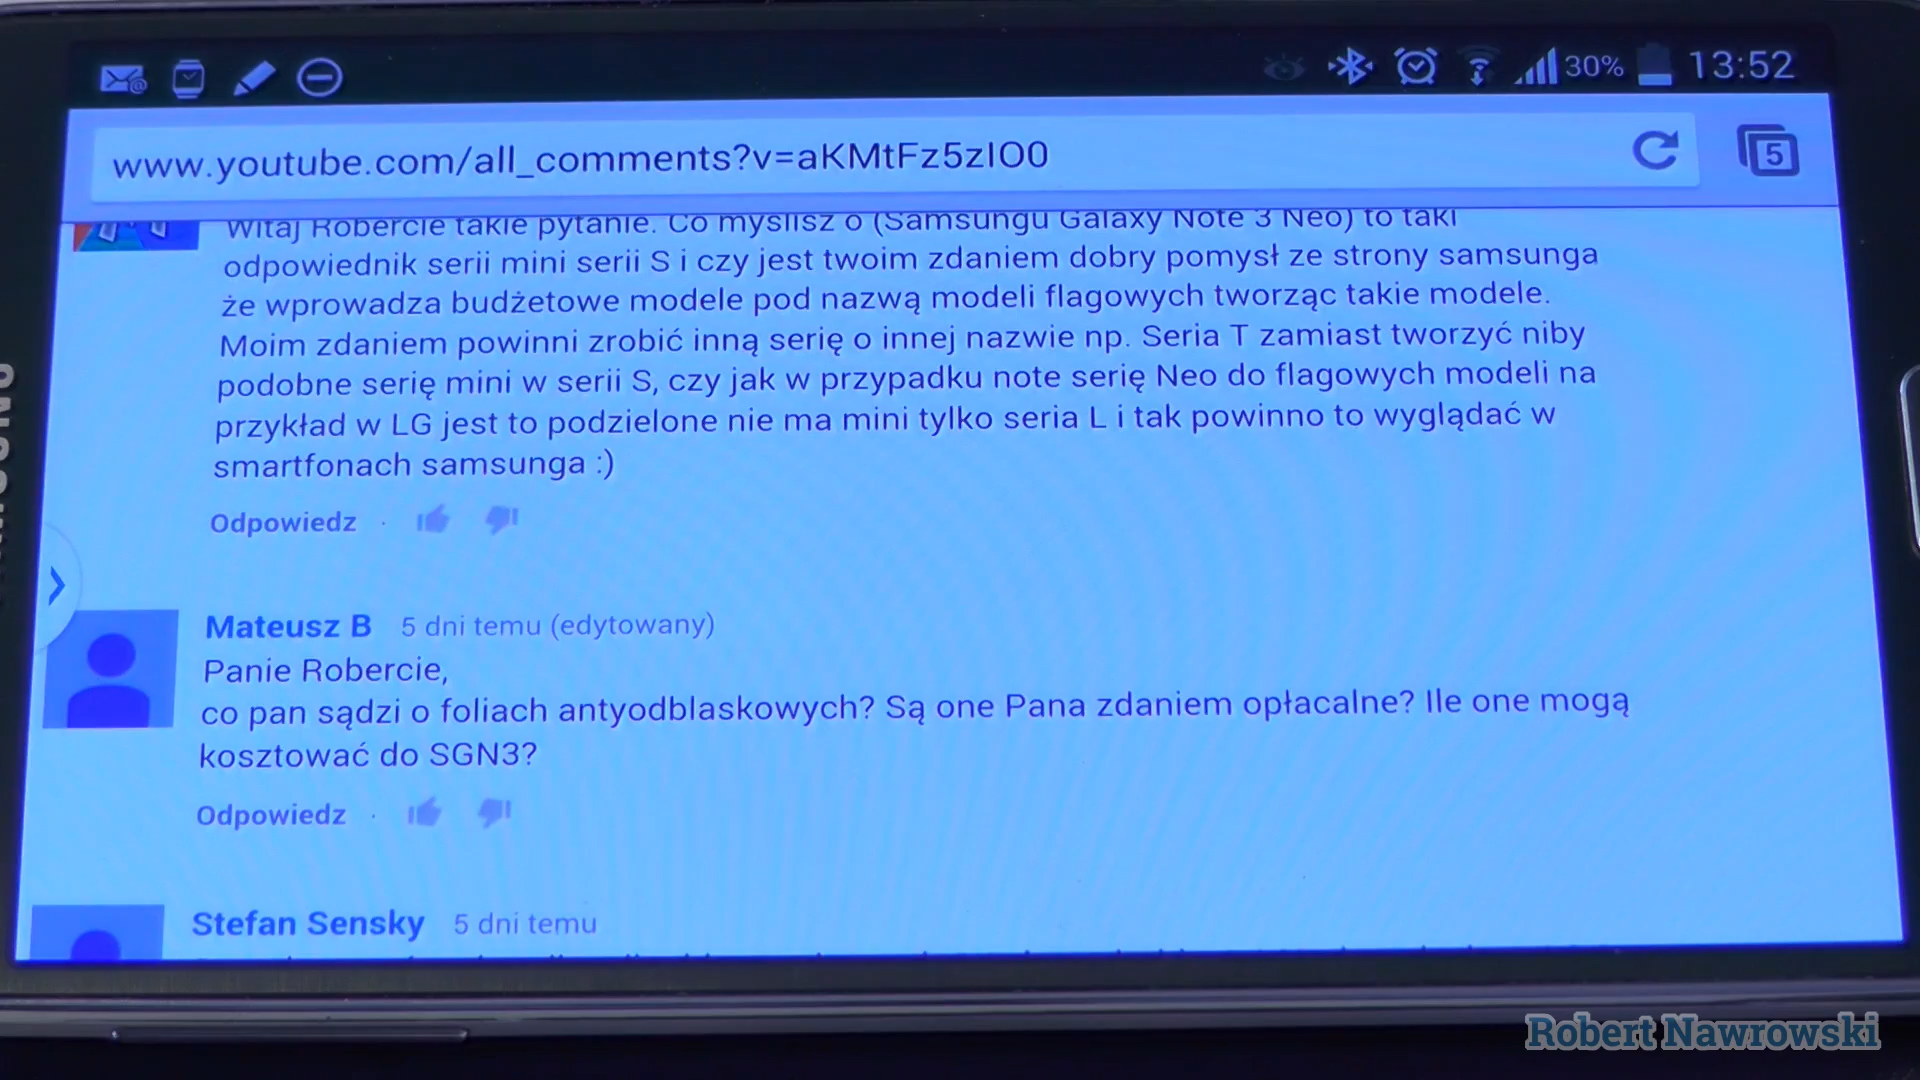 30% 13:52
www.youtube.com/all_comments?v=aKMtFz5zIO0
5
Witaj Robercie takie pytanie. Co myslisz o (Samsungu Galaxy Note 3 Neo) to taki
odpowiednik serii mini serii S i czy jest twoim zdaniem dobry pomysł ze strony samsunga
że wprowadza budżetowe modele pod nazwą modeli flagowych tworząc takie modele.
Moim zdaniem powinni zrobić inną serię o innej nazwie np. Seria T zamiast tworzyć niby
podobne serię mini w serii S, czy jak w przypadku note serię Neo do flagowych modeli na
przykład w LG jest to podzielone nie ma mini tylko seria L i tak powinno to wyglądać w
smartfonach samsunga :)
Odpowiedz ·
Mateusz B 5 dni temu (edytowany)
Panie Robercie,
co pan sądzi o foliach antyodblaskowych? Są one Pana zdaniem opłacalne? Ile one mogą
kosztować do SGN3?
Odpowiedz ·
Stefan Sensky 5 dni temu
Robert Nawrowski